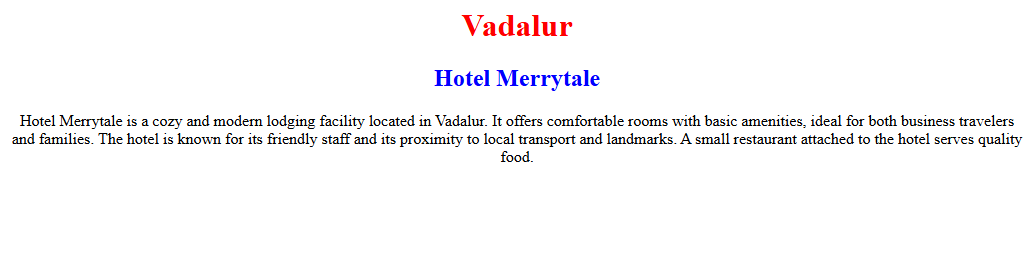 Vadalur
Hotel Merrytale
Hotel Merrytale is a cozy and modern lodging facility located in Vadalur. It offers comfortable rooms with basic amenities, ideal for both business travelers
and families. The hotel is known for its friendly staff and its proximity to local transport and landmarks. A small restaurant attached to the hotel serves quality
food.